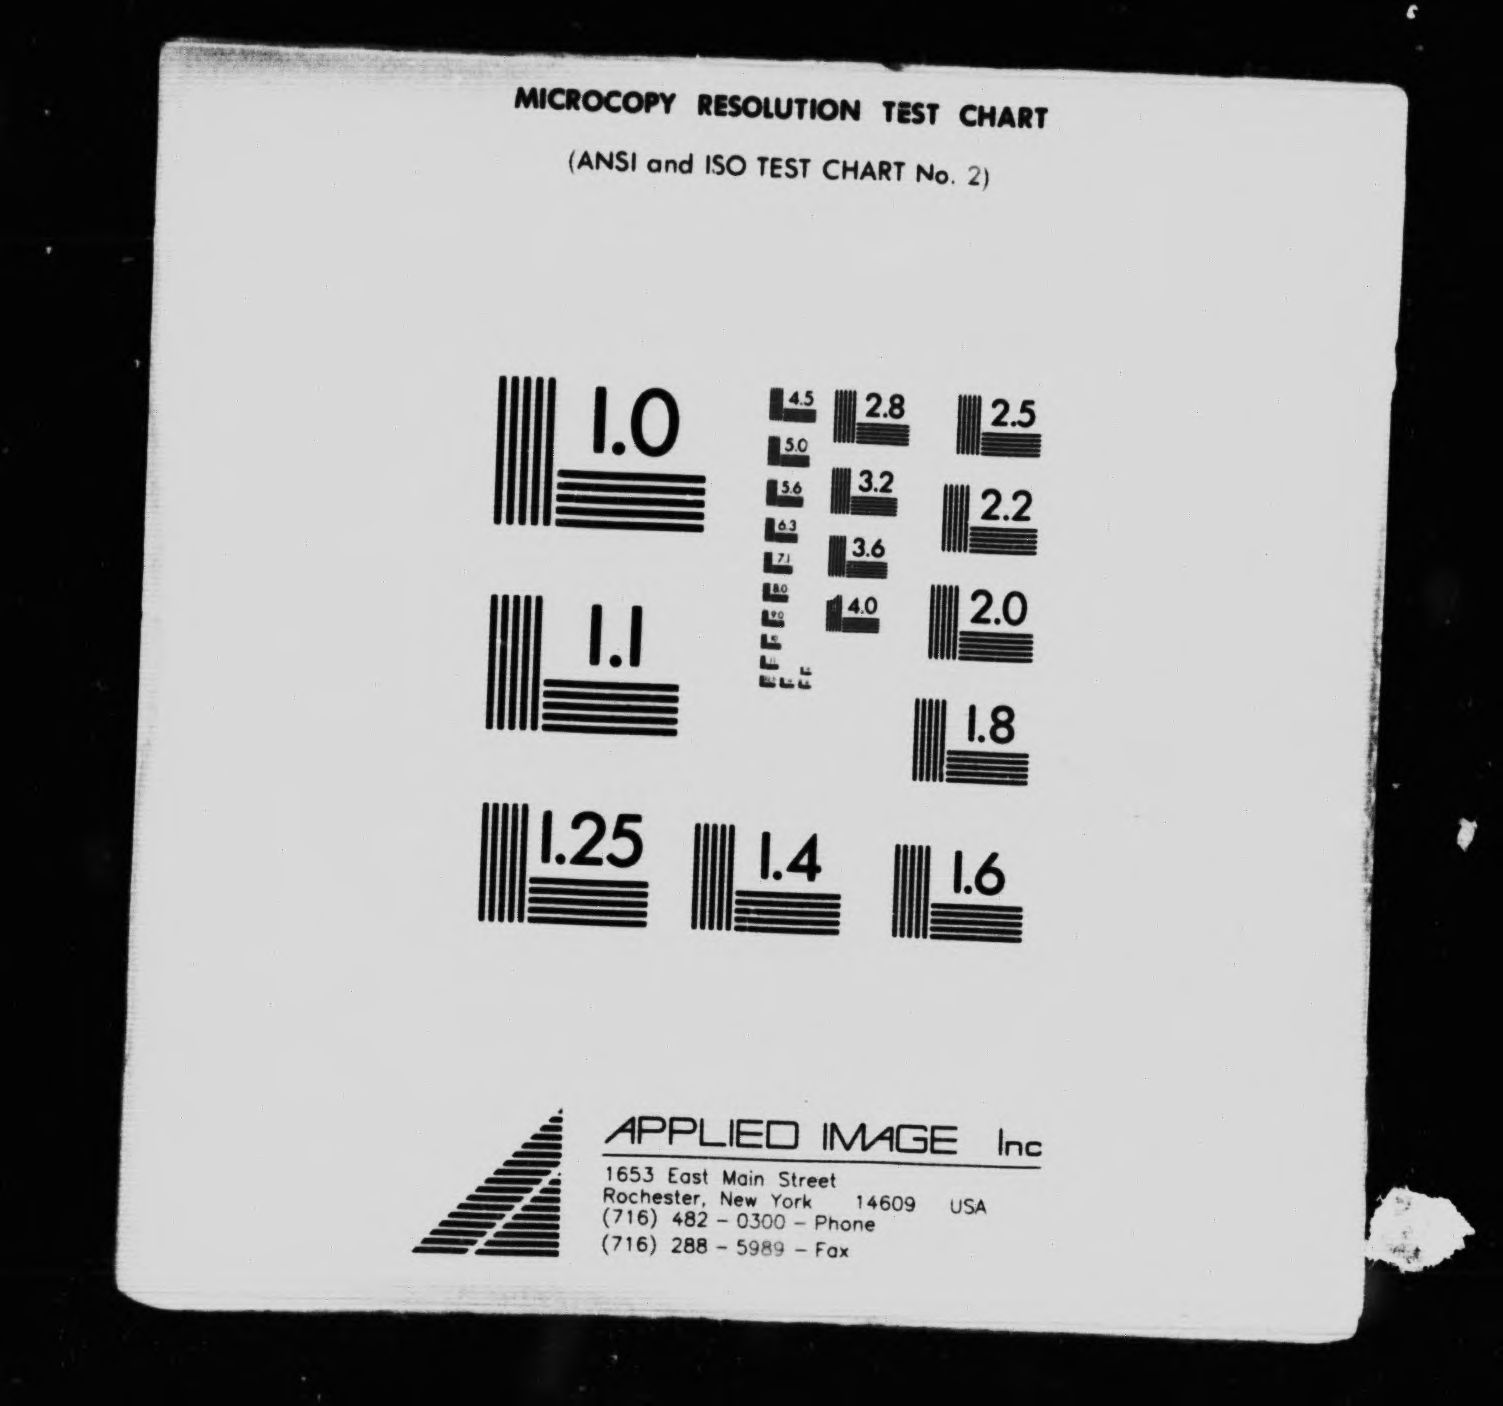 MICROCOPY RESOLUTION TEST CHART
(ANSI and ISO TEST CHART No. 2)
1.0
1.1
1.25
1.4
1.6
1.8
2.0
2.2
2.5
2.8
3.2
3.6
4.0
4.5
5.0
5.6
6.3
7.1
8.0
9.0
APPLIED IMAGE Inc
1653 East Main Street
Rochester, New York 14609 USA
(716) 482 - 0300 - Phone
(716) 288 - 5989 - Fax